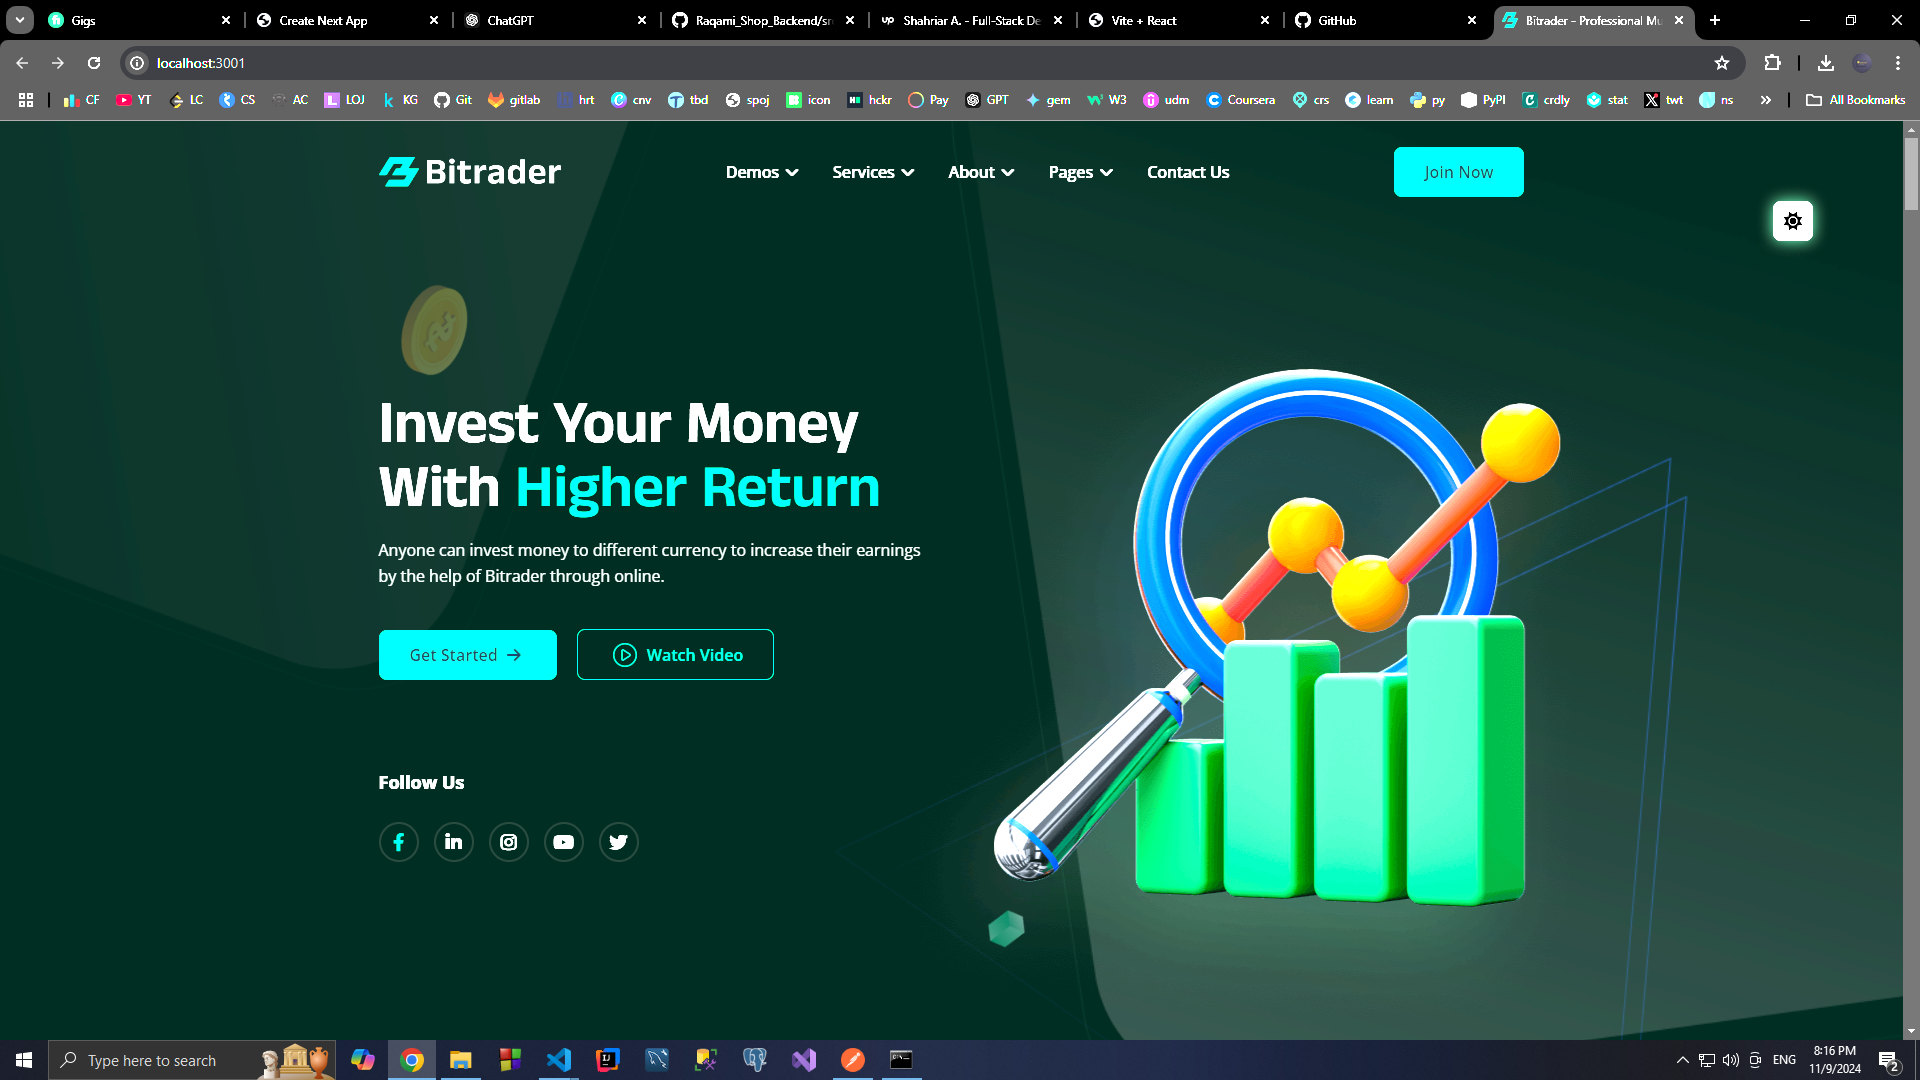 Gigs
Create Next App
ChatGPT
Raqami_Shop_Backend/sr
Shahriar A. - Full-Stack De
Vite + React
GitHub
Bitrader - Professional Mu
localhost:3001
CF
YT
LC
CS
AC
LOJ
KG
Git
gitlab
hrt
cnv
tbd
spoj
icon
hckr
Pay
GPT
gem
W3
udm
Coursera
crs
learn
py
PyPI
crdly
stat
twt
ns
All Bookmarks
Bitrader
Demos
Services
About
Pages
Contact Us
Join Now
Invest Your Money
With Higher Return
Anyone can invest money to different currency to increase their earnings
by the help of Bitrader through online.
Get Started
Watch Video
Follow Us
Type here to search
ENG
8:16 PM
11/9/2024
2